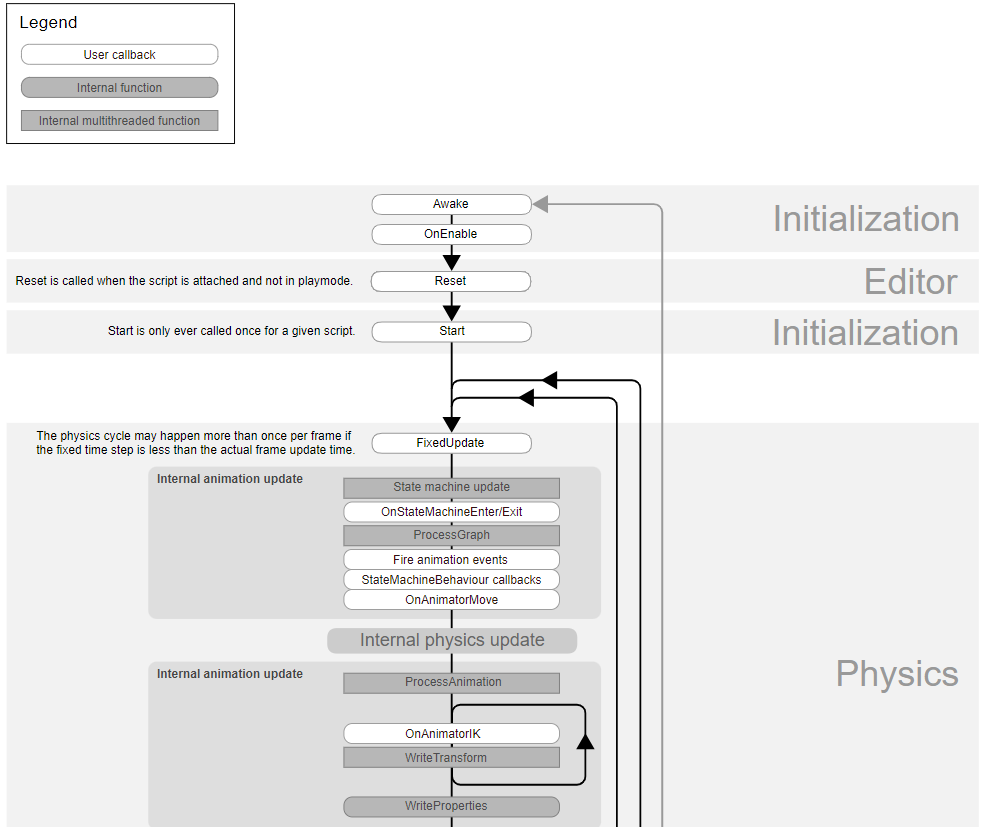 Legend
User callback
Internal function
Internal multithreaded function
Awake
OnEnable
Initialization
Reset is called when the script is attached and not in playmode.
Reset
Editor
Start is only ever called once for a given script.
Start
Initialization
The physics cycle may happen more than once per frame if
the fixed time step is less than the actual frame update time.
FixedUpdate
Internal animation update
State machine update
OnStateMachineEnter/Exit
ProcessGraph
Fire animation events
StateMachineBehaviour callbacks
OnAnimatorMove
Internal physics update
Physics
Internal animation update
ProcessAnimation
OnAnimatorIK
WriteTransform
WriteProperties